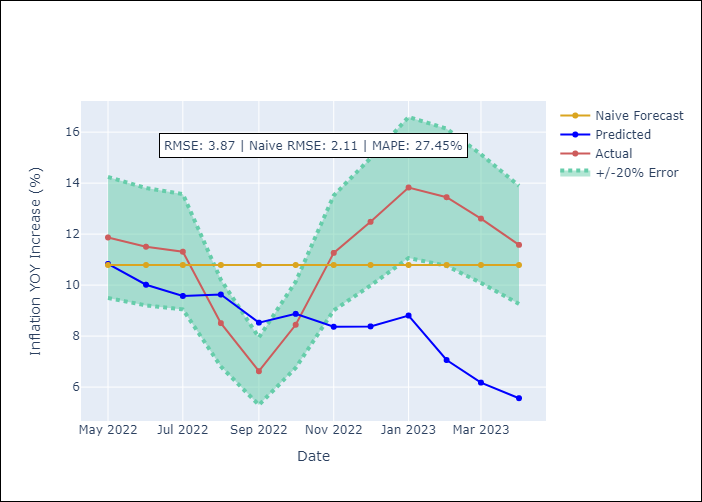 RMSE: 3.87 | Naive RMSE: 2.11 | MAPE: 27.45%
Naive Forecast
Predicted
Actual
+/-20% Error
Inflation YOY Increase (%)
16
14
12
10
8
6
May 2022
Jul 2022
Sep 2022
Nov 2022
Jan 2023
Mar 2023
Date